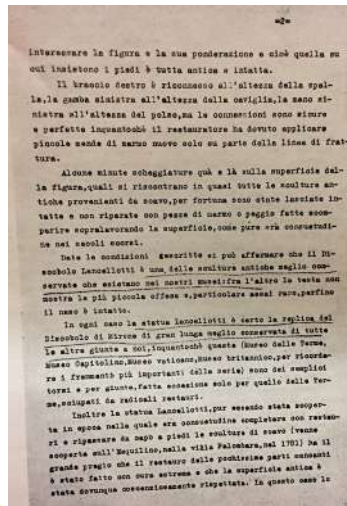 -2-
interessare la figura e la sua ponderazione e cioè quella su
cui insistono i piedi è tutta antica e intatta.
Il braccio destro è riconnesso all'altezza della spal-
la,la gamba sinistra all'altezza della caviglia,la mano si-
nistra all'altezza del polso,ma le connessioni sono sicure
e perfette inquantochè il restauratore ha dovuto applicare
piccole mende di marmo nuovo solo su parte della linea di frat-
tura.
Alcune minute scheggiature quà e là sulla superficie del-
la figura,quali si riscontrano in quasi tutte le sculture an-
tiche provenienti da scavo,per fortuna sono state lasciate in-
tatte e non riparate con pezze di marmo o peggio fatte scom-
parire sopralavorando la superficie,come pure era consuetudi-
ne nei secoli scorsi.
Date le condizioni descritte si può affermare che il Di-
scobolo Lancellotti è una delle sculture antiche meglio con-
servate che esistano nei nostri musei:fra l'altro la testa non
mostra la più piccola offesa e,particolare assai raro,perfino
il naso è intatto.
In ogni caso la statua Lancellotti è certo la replica del
Discobolo di Mirone di gran lunga meglio conservata di tutte
le altre giunte a noi,inquantochè queste (Museo delle Terme,
Museo Capitolino,Museo Vaticano,Museo britannico,per ricorda-
re i frammenti più importanti della serie) sono dei semplici
torsi e per giunta,fatta eccezione solo per quello delle Ter-
me,sciupati da radicali restauri.
Inoltre la statua Lancellotti,pur essendo stata scoper-
ta in epoca nella quale era consuetudine completare con restau-
ri e ripassare da capo a piedi le sculture di scavo (venne
scoperta sull'Esquilino,nella villa Palombara,nel 1781) ha il
grande pregio che il restauro delle pochissime parti mancanti
è stato fatto con cura estrema e che la superficie antica è
stata dovunque coscenziosamente rispettata. In questo caso lo